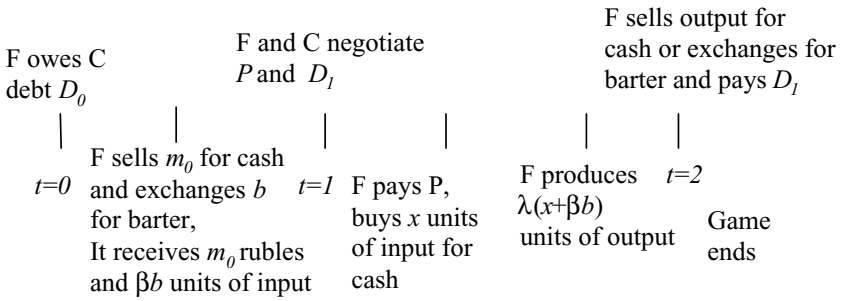 F owes C
debt D0
F sells m0 for cash
and exchanges b
for barter,
It receives m0 rubles
and βb units of input
F and C negotiate
P and D1
F pays P,
buys x units
of input for
cash
F produces
λ(x+βb)
units of output
F sells output for
cash or exchanges for
barter and pays D1
Game
ends
t=0
t=1
t=2